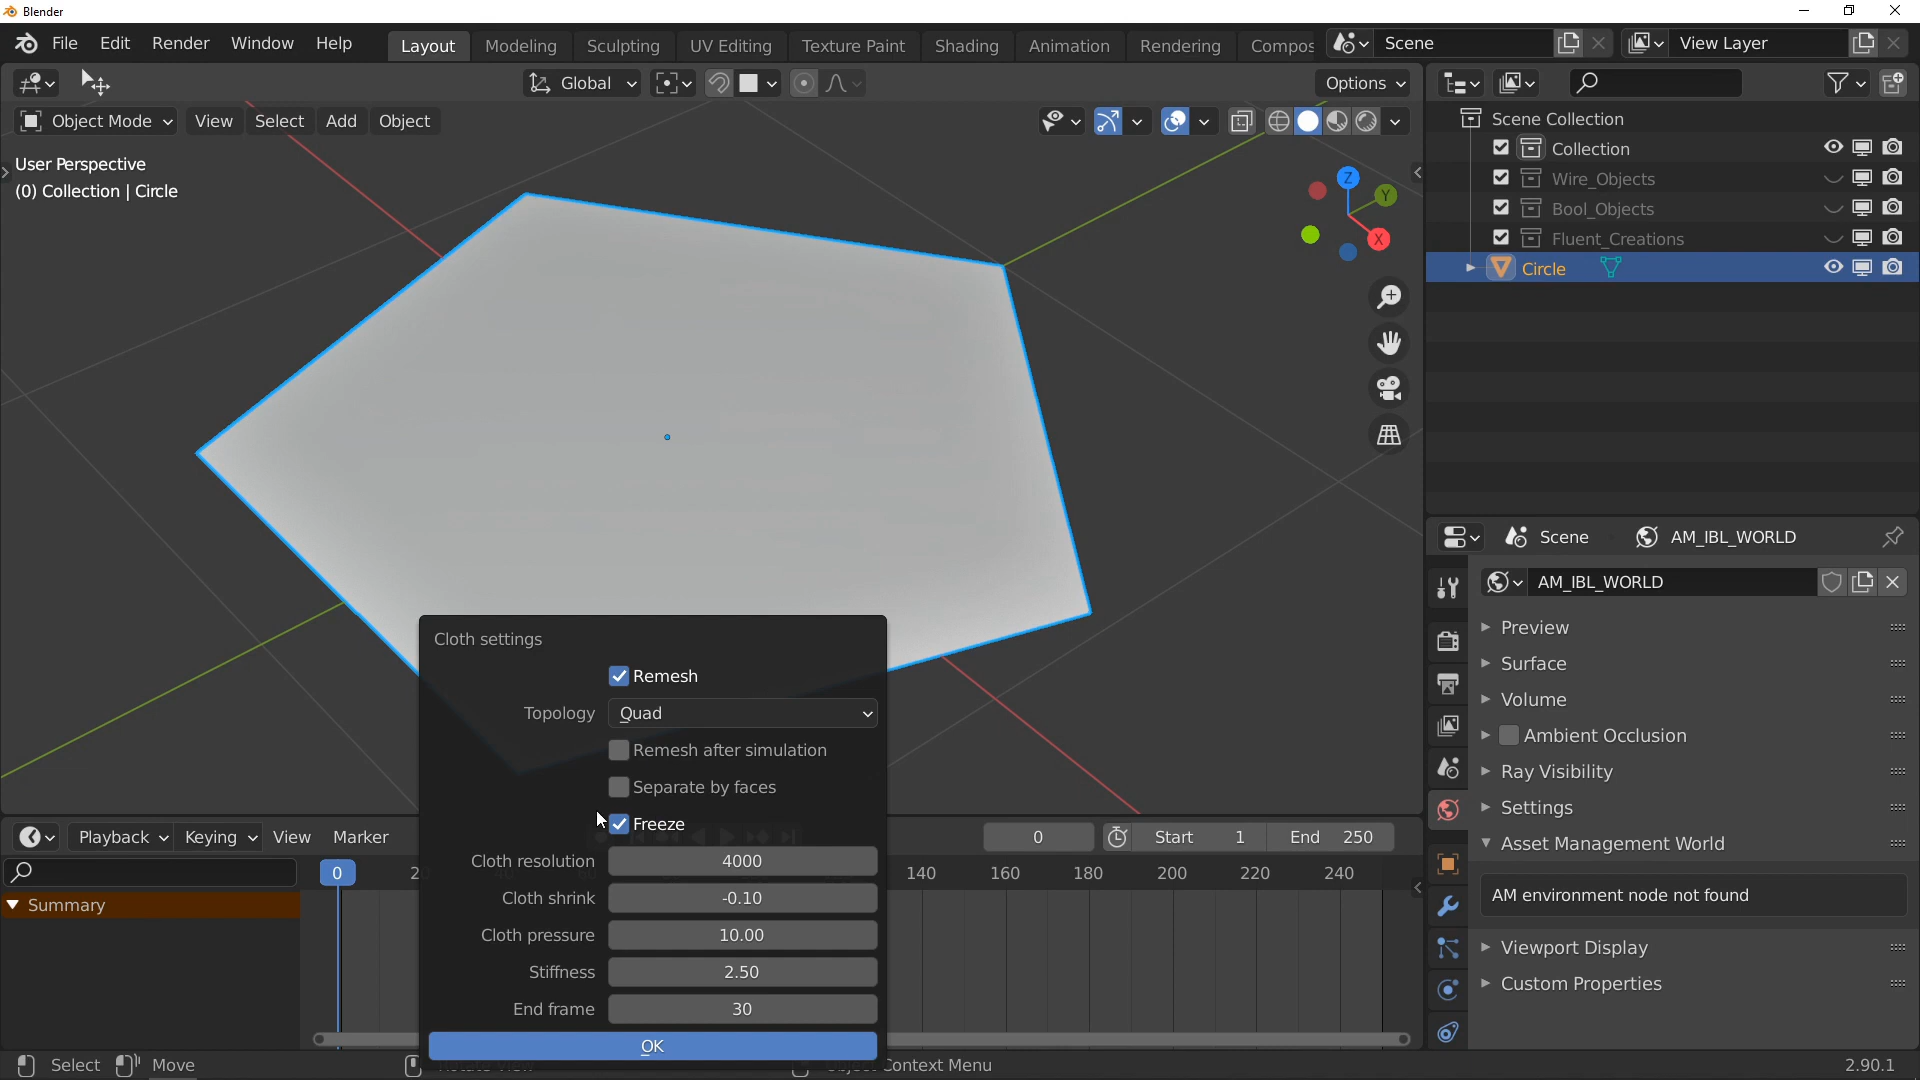 Blender
File Edit Render Window Help Layout Modeling Sculpting UV Editing Texture Paint Shading Animation Rendering Compos Scene View Layer
Global Options
Object Mode View Select Add Object
User Perspective
(0) Collection | Circle
Z
Y
X
Scene Collection
Collection
Wire_Objects
Bool_Objects
Fluent_Creations
Circle
Scene AM_IBL_WORLD
AM_IBL_WORLD
Preview
Surface
Volume
Ambient Occlusion
Ray Visibility
Settings
Asset Management World
AM environment node not found
Viewport Display
Custom Properties
Cloth settings
Remesh
Topology Quad
Remesh after simulation
Separate by faces
Freeze
Cloth resolution 4000
Cloth shrink -0.10
Cloth pressure 10.00
Stiffness 2.50
End frame 30
OK
Playback Keying View Marker 0 Start 1 End 250
0 140 160 180 200 220 240
Summary
Select Move Context Menu 2.90.1